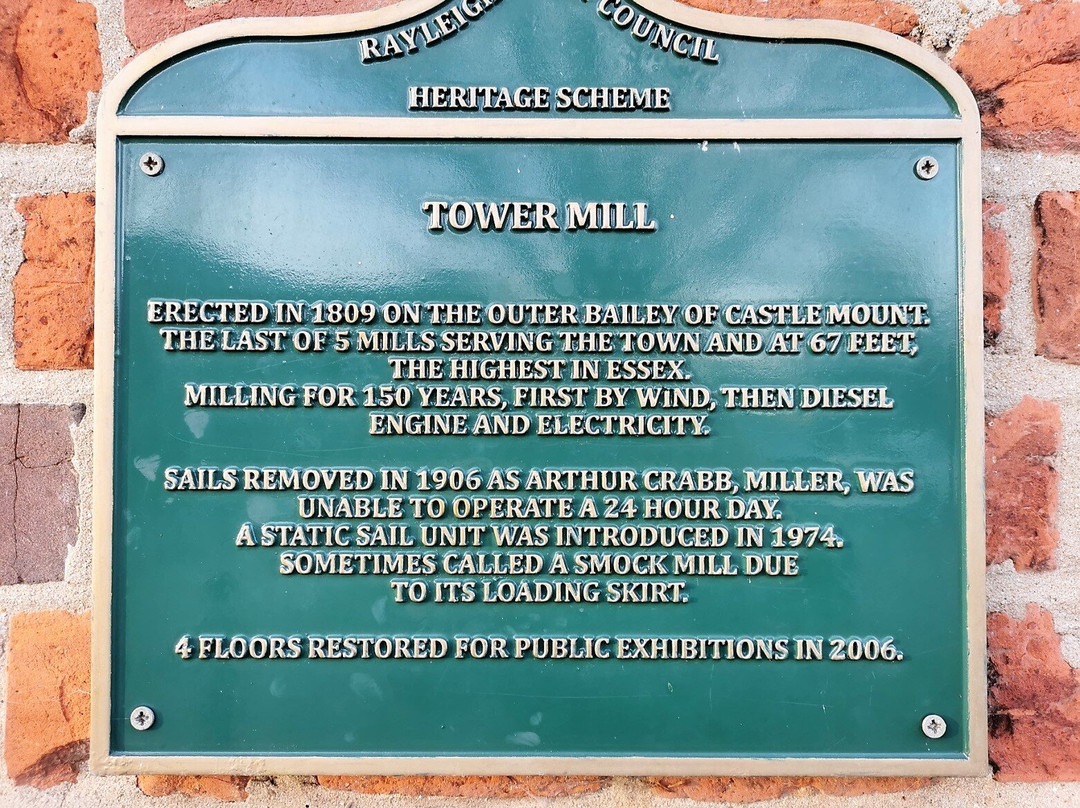 RAYLEIGH COUNCIL
HERITAGE SCHEME
TOWER MILL
ERECTED IN 1809 ON THE OUTER BAILEY OF CASTLE MOUNT.
THE LAST OF 5 MILLS SERVING THE TOWN AND AT 67 FEET,
THE HIGHEST IN ESSEX.
MILLING FOR 150 YEARS, FIRST BY WIND, THEN DIESEL
ENGINE AND ELECTRICITY.
SAILS REMOVED IN 1906 AS ARTHUR CRABB, MILLER, WAS
UNABLE TO OPERATE A 24 HOUR DAY.
A STATIC SAIL UNIT WAS INTRODUCED IN 1974.
SOMETIMES CALLED A SMOCK MILL DUE
TO ITS LOADING SKIRT.
4 FLOORS RESTORED FOR PUBLIC EXHIBITIONS IN 2006.